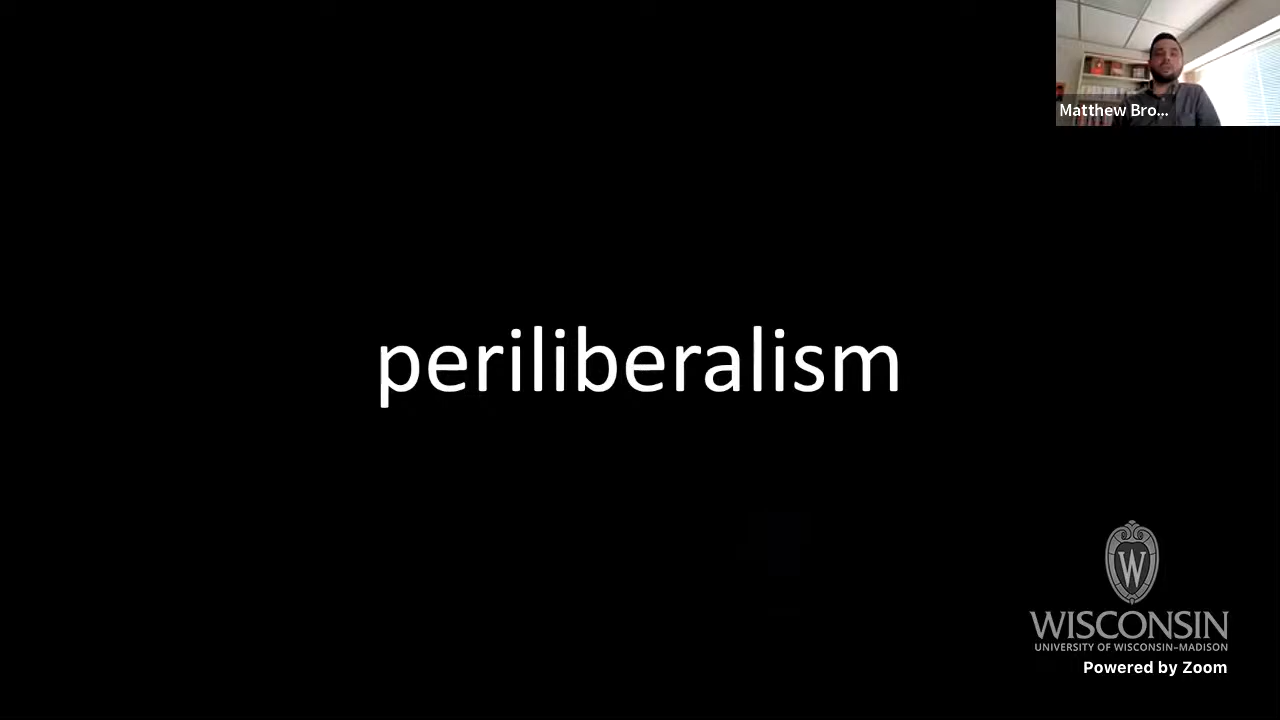 Matthew Bro...
periliberalism
W
WISCONSIN
UNIVERSITY OF WISCONSIN–MADISON
Powered by Zoom